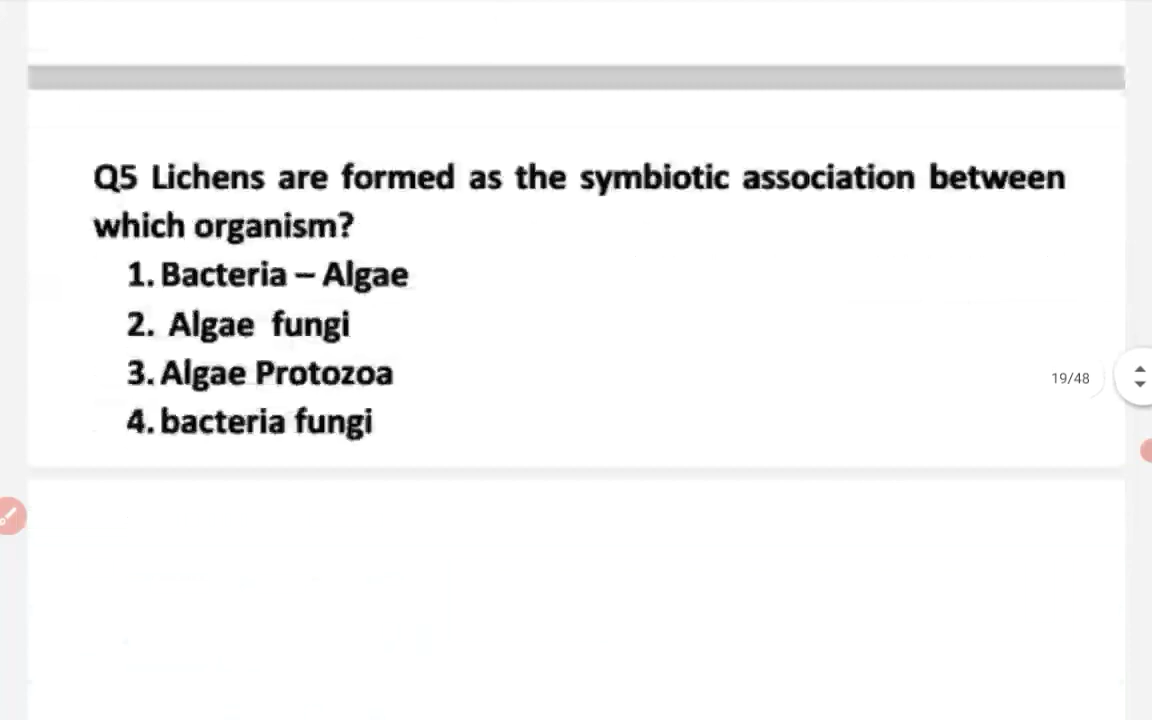 Q5 Lichens are formed as the symbiotic association between
which organism?
1. Bacteria – Algae
2. Algae fungi
3. Algae Protozoa
19/48
4. bacteria fungi